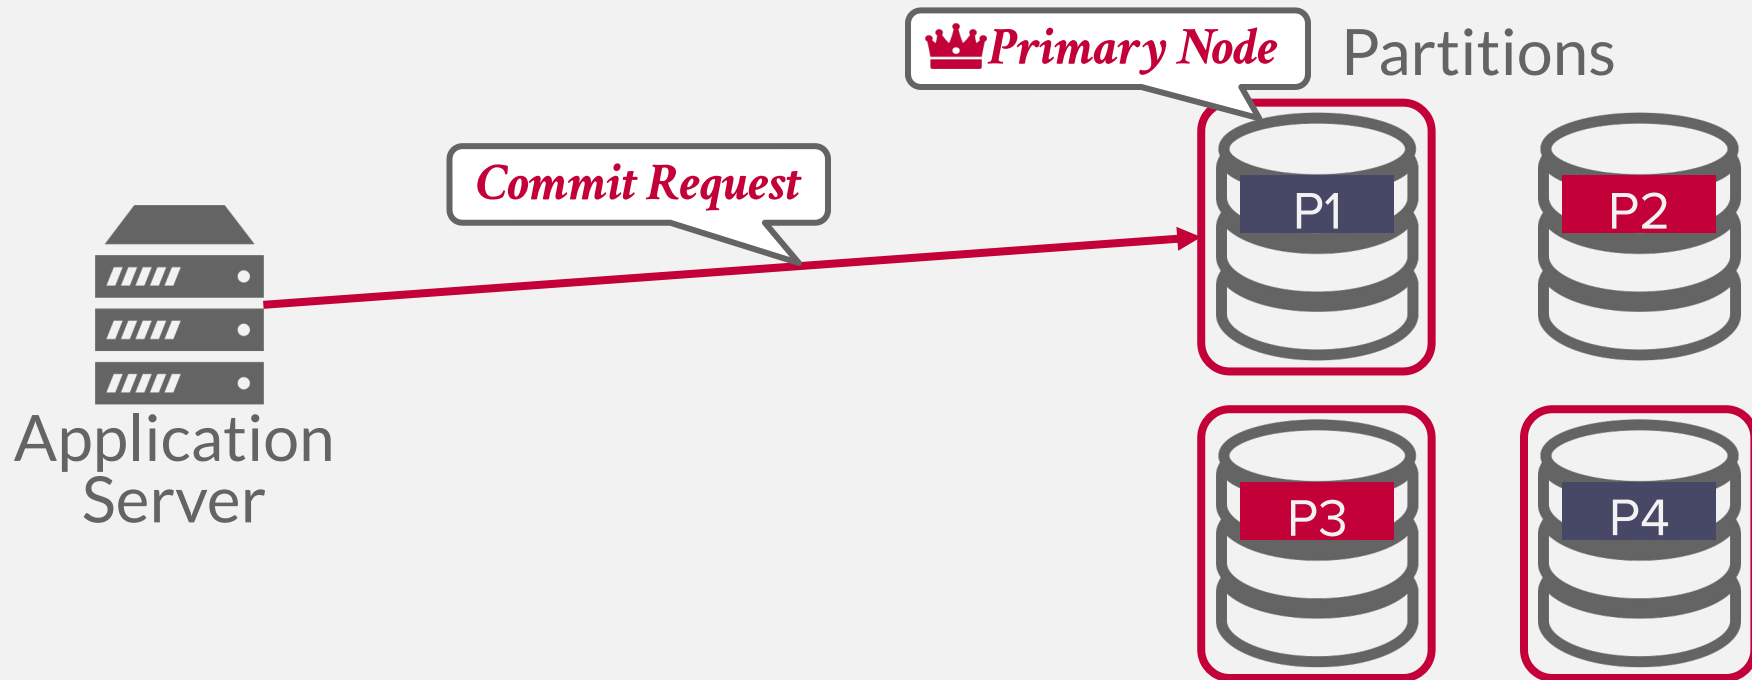 Primary Node
Partitions
Commit Request
P1
P2
Application
Server
P3
P4